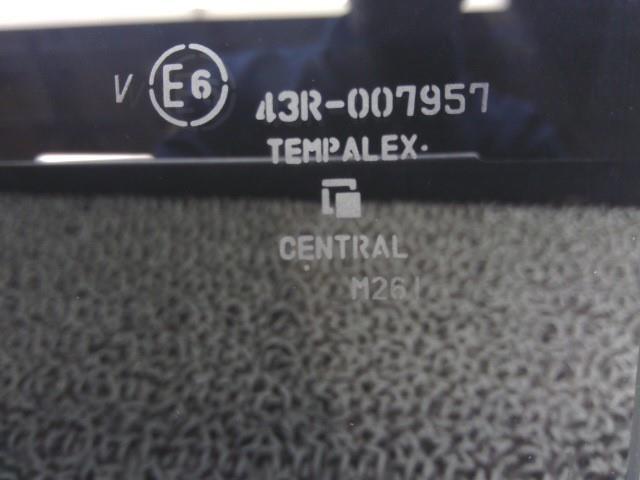 V E6 43R-007957
TEMPALEX.
CENTRAL
M26